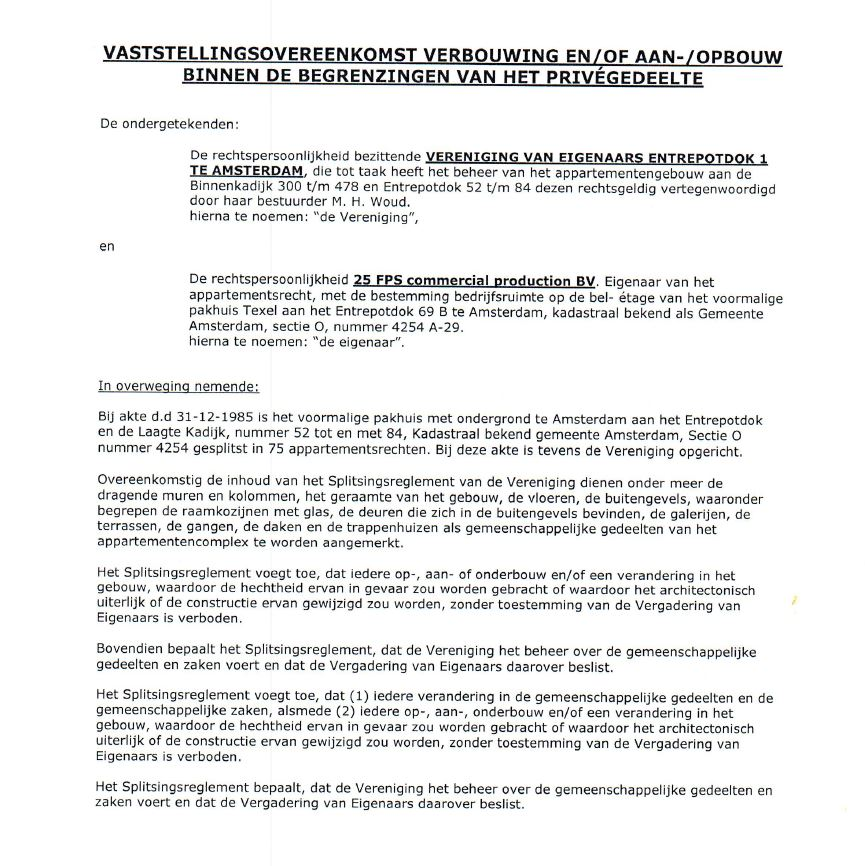 VASTSTELLINGSOVEREENKOMST VERBOUWING EN/OF AAN-/OPBOUW
BINNEN DE BEGRENZINGEN VAN HET PRIVÉGEDEELTE
De ondergetekenden:
De rechtspersoonlijkheid bezittende VERENIGING VAN EIGENAARS ENTREPOTDOK 1
TE AMSTERDAM, die tot taak heeft het beheer van het appartementengebouw aan de
Binnenkadijk 300 t/m 478 en Entrepotdok 52 t/m 84 dezen rechtsgeldig vertegenwoordigd
door haar bestuurder M. H. Woud.
hierna te noemen: "de Vereniging",
en
De rechtspersoonlijkheid 25 FPS commercial production BV. Eigenaar van het
appartementsrecht, met de bestemming bedrijfsruimte op de bel- étage van het voormalige
pakhuis Texel aan het Entrepotdok 69 B te Amsterdam, kadastraal bekend als Gemeente
Amsterdam, sectie O, nummer 4254 A-29.
hierna te noemen: "de eigenaar".
In overweging nemende:
Bij akte d.d 31-12-1985 is het voormalige pakhuis met ondergrond te Amsterdam aan het Entrepotdok
en de Laagte Kadijk, nummer 52 tot en met 84, Kadastraal bekend gemeente Amsterdam, Sectie O
nummer 4254 gesplitst in 75 appartementsrechten. Bij deze akte is tevens de Vereniging opgericht.
Overeenkomstig de inhoud van het Splitsingsreglement van de Vereniging dienen onder meer de
dragende muren en kolommen, het geraamte van het gebouw, de vloeren, de buitengevels, waaronder
begrepen de raamkozijnen met glas, de deuren die zich in de buitengevels bevinden, de galerijen, de
terrassen, de gangen, de daken en de trappenhuizen als gemeenschappelijke gedeelten van het
appartementencomplex te worden aangemerkt.
Het Splitsingsreglement voegt toe, dat iedere op-, aan- of onderbouw en/of een verandering in het
gebouw, waardoor de hechtheid ervan in gevaar zou worden gebracht of waardoor het architectonisch
uiterlijk of de constructie ervan gewijzigd zou worden, zonder toestemming van de Vergadering van
Eigenaars is verboden.
Bovendien bepaalt het Splitsingsreglement, dat de Vereniging het beheer over de gemeenschappelijke
gedeelten en zaken voert en dat de Vergadering van Eigenaars daarover beslist.
Het Splitsingsreglement voegt toe, dat (1) iedere verandering in de gemeenschappelijke gedeelten en de
gemeenschappelijke zaken, alsmede (2) iedere op-, aan-, onderbouw en/of een verandering in het
gebouw, waardoor de hechtheid ervan in gevaar zou worden gebracht of waardoor het architectonisch
uiterlijk of de constructie ervan gewijzigd zou worden, zonder toestemming van de Vergadering van
Eigenaars is verboden.
Het Splitsingsreglement bepaalt, dat de Vereniging het beheer over de gemeenschappelijke gedeelten en
zaken voert en dat de Vergadering van Eigenaars daarover beslist.